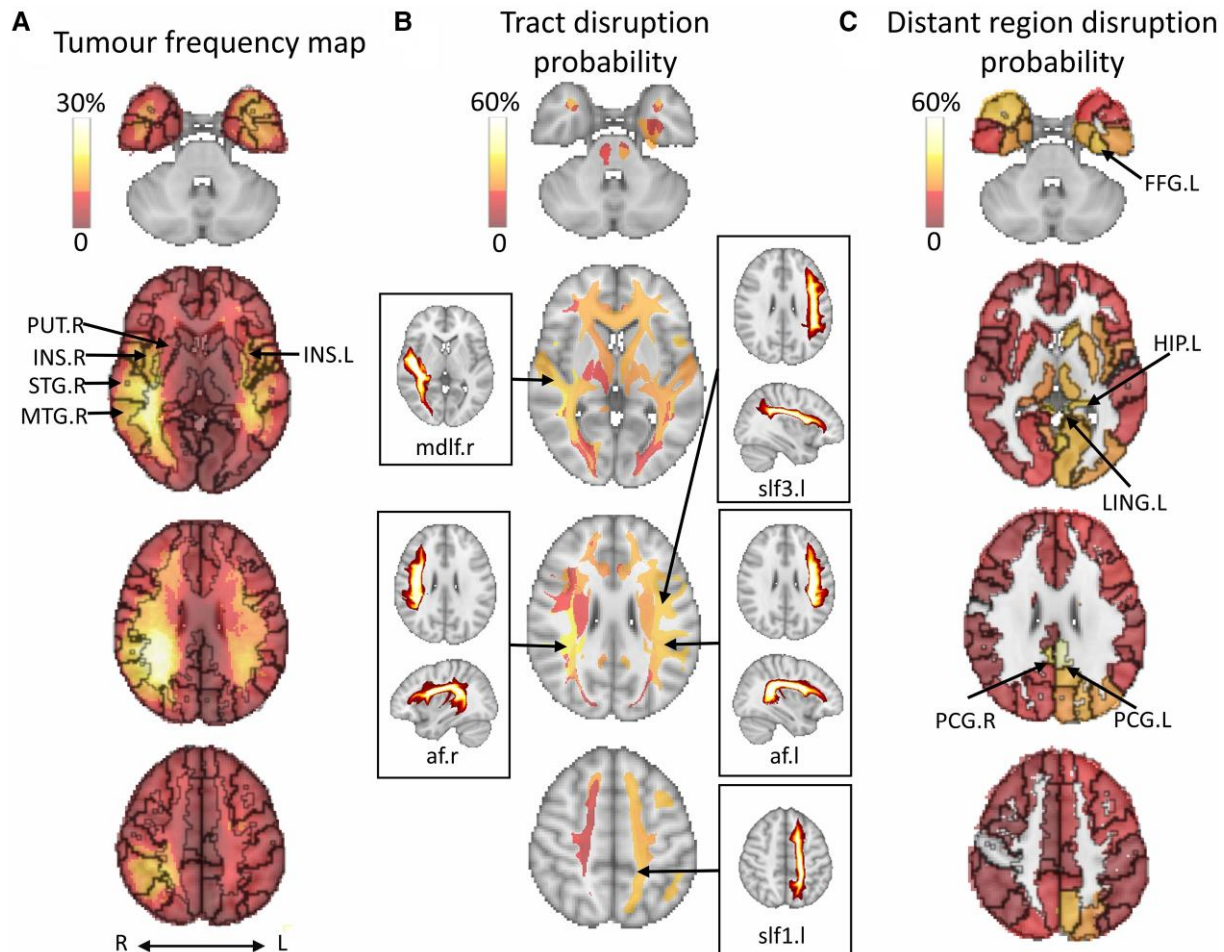 A
Tumour frequency map
30%
0
PUT.R
INS.R
STG.R
MTG.R
INS.L
R
L
B
Tract disruption
probability
60%
0
mdlf.r
slf3.l
af.r
af.l
slf1.l
C
Distant region disruption
probability
60%
0
FFG.L
HIP.L
LING.L
PCG.R
PCG.L